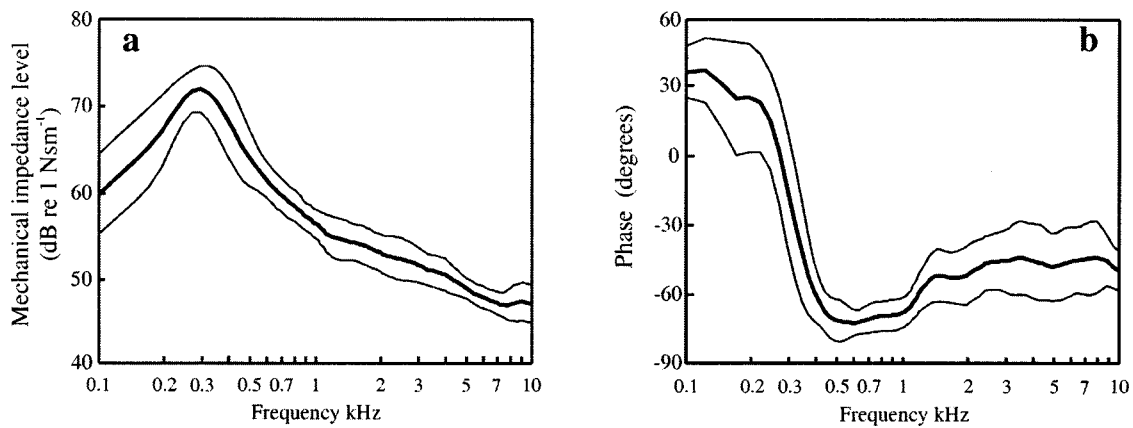 a
Mechanical impedance level
(dB re 1 Nsm⁻¹)
80
70
60
50
40
0.1 0.2 0.3 0.5 0.7 1 2 3 5 7 10
Frequency kHz
b
Phase (degrees)
30
0
-30
-60
-90
0.1 0.2 0.3 0.5 0.7 1 2 3 5 7 10
Frequency kHz